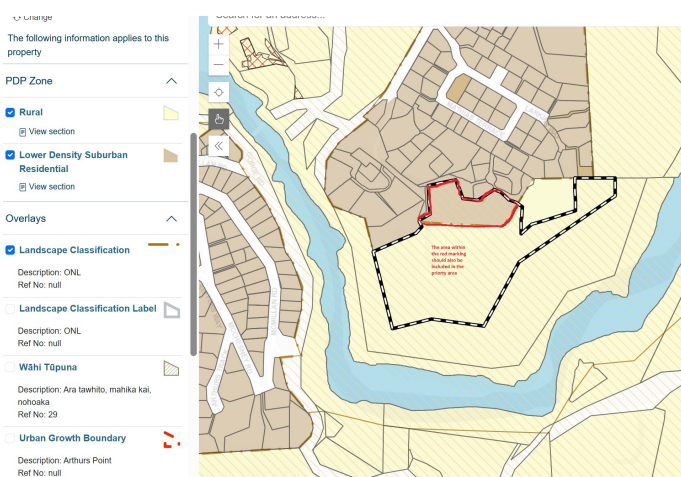 Change
Search for an address...
The following information applies to this
property
PDP Zone
Rural
View section
Lower Density Suburban
Residential
View section
Overlays
Landscape Classification
Description: ONL
Ref No: null
Landscape Classification Label
Description: ONL
Ref No: null
Wāhi Tūpuna
Description: Ara tawhito, mahika kai,
nohoaka
Ref No: 29
Urban Growth Boundary
Description: Arthurs Point
Ref No: null
The area within
the red marking
should also be
included in the
priority area